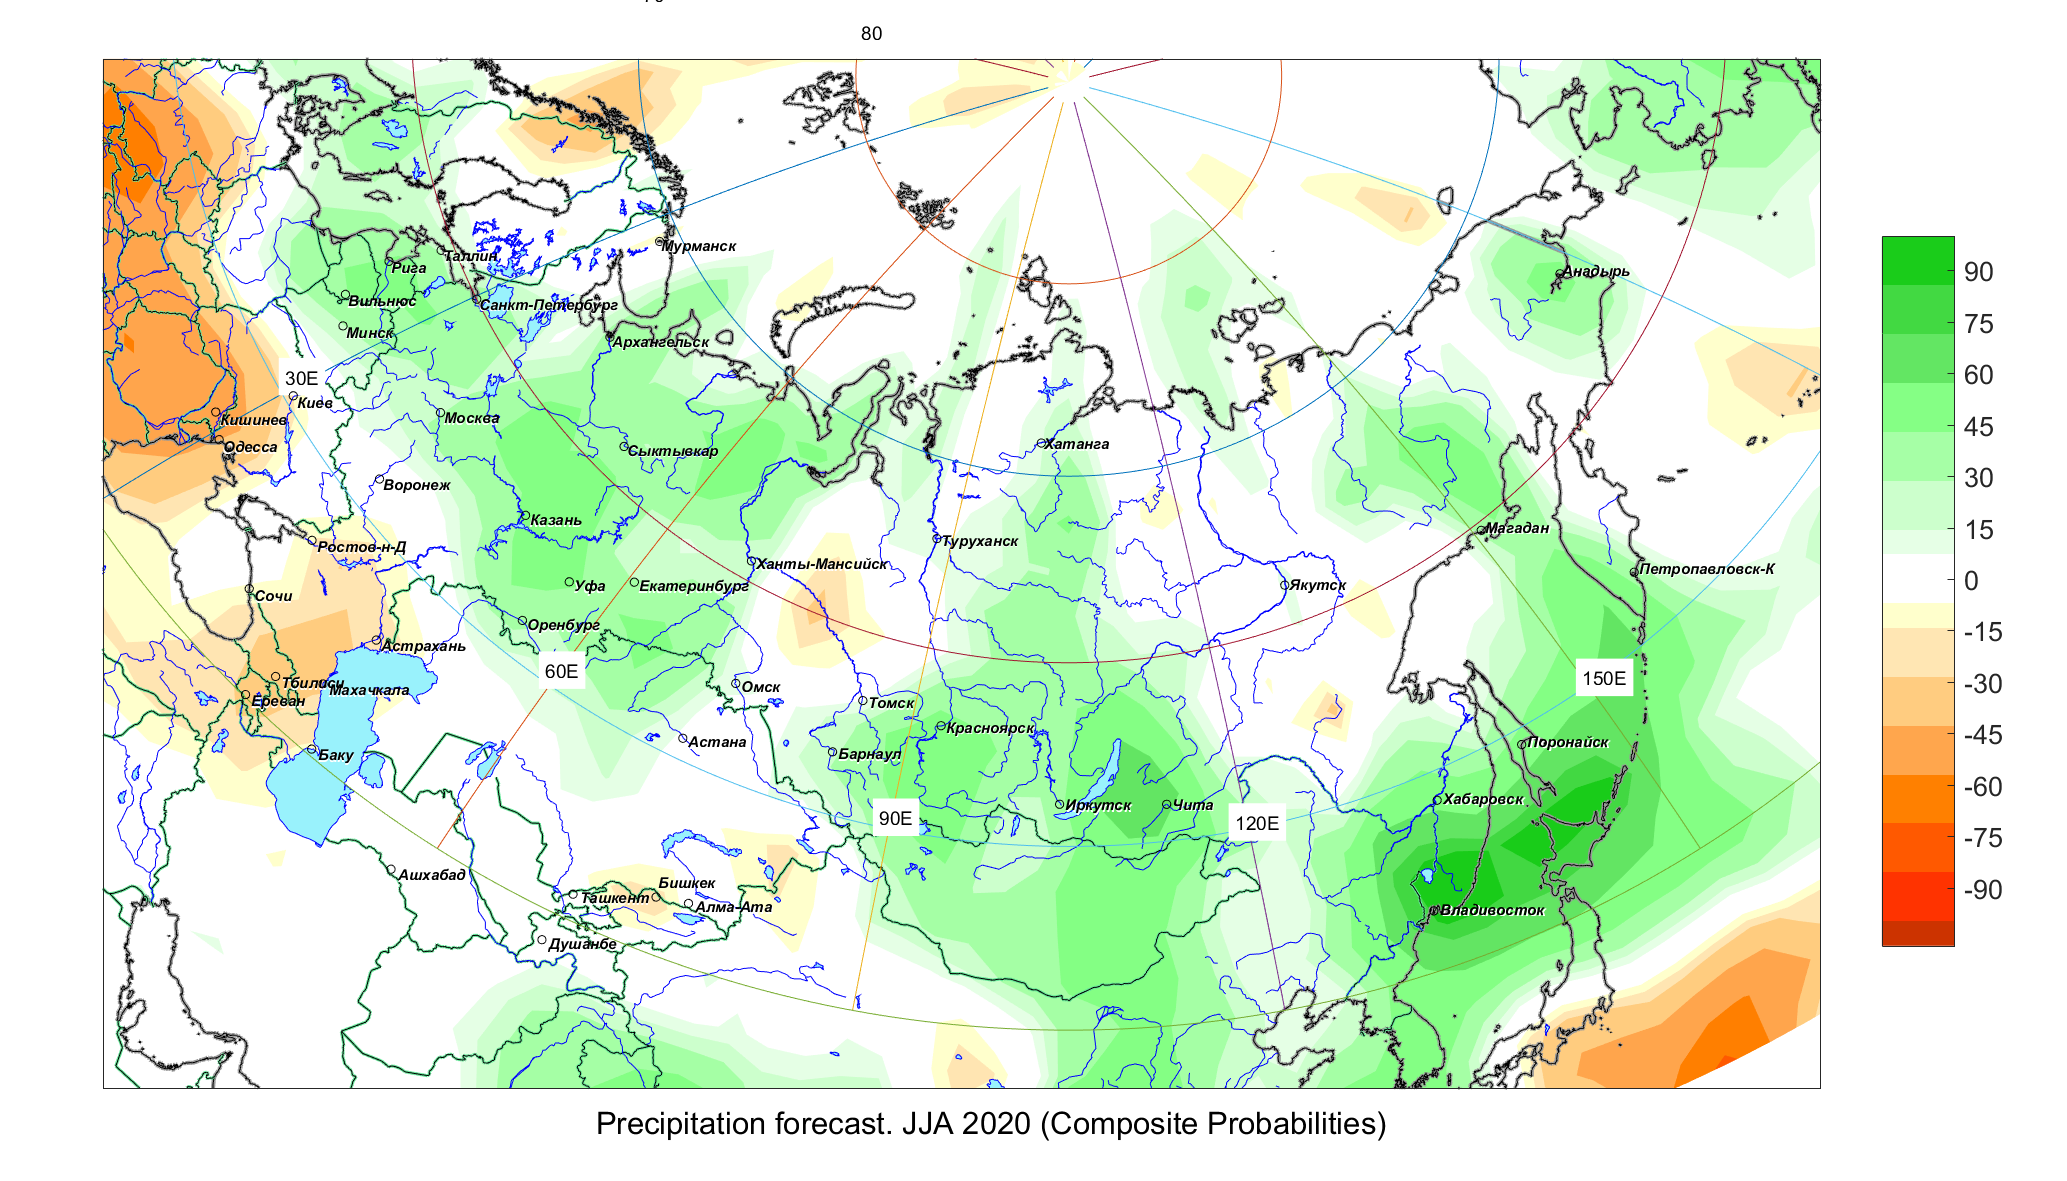 80
Мурманск
Таллин
Рига
Анадырь
Вильнюс
Санкт-Петербург
Минск
Архангельск
30E
Киев
Кишинев
Москва
Одесса
Сыктывкар
Хатанга
Воронеж
Казань
Магадан
Ростов-н-Д
Туруханск
Ханты-Мансийск
Петропавловск-К
Уфа
Екатеринбург
Якутск
Сочи
Оренбург
Астрахань
60E
150E
Тбилиси
Махачкала
Омск
Ереван
Томск
Красноярск
Астана
Поронайск
Баку
Барнаул
Хабаровск
Иркутск
Чита
90E
120E
Ашхабад
Бишкек
Ташкент
Алма-Ата
Владивосток
Душанбе
90
75
60
45
30
15
0
-15
-30
-45
-60
-75
-90
Precipitation forecast. JJA 2020 (Composite Probabilities)